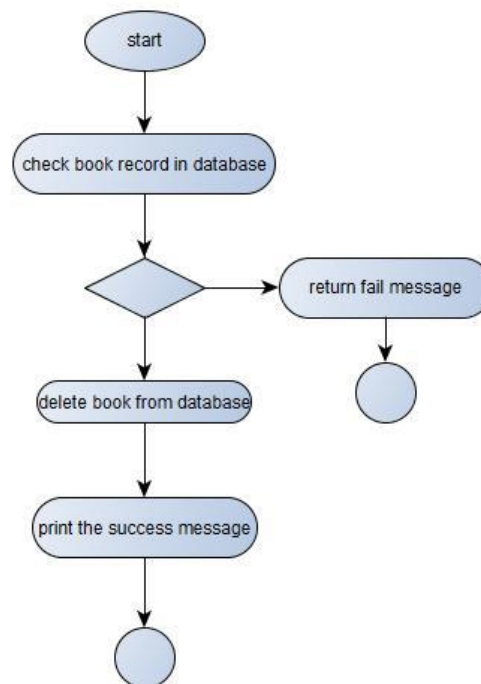 start
check book record in database
return fail message
delete book from database
print the success message